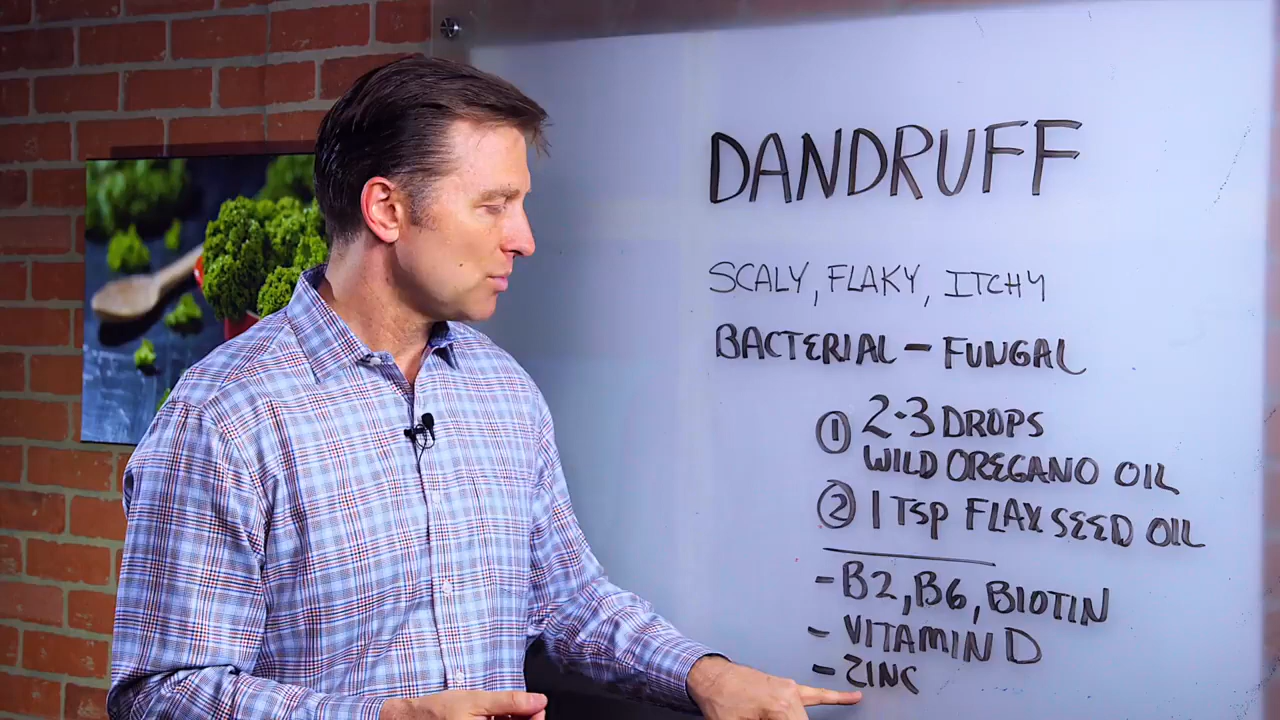 DANDRUFF
SCALY, FLAKY, ITCHY
BACTERIAL - FUNGAL
① 2-3 DROPS
WILD OREGANO OIL
② 1 TSP FLAX SEED OIL
- B2, B6, BIOTIN
- VITAMIN D
- ZINC